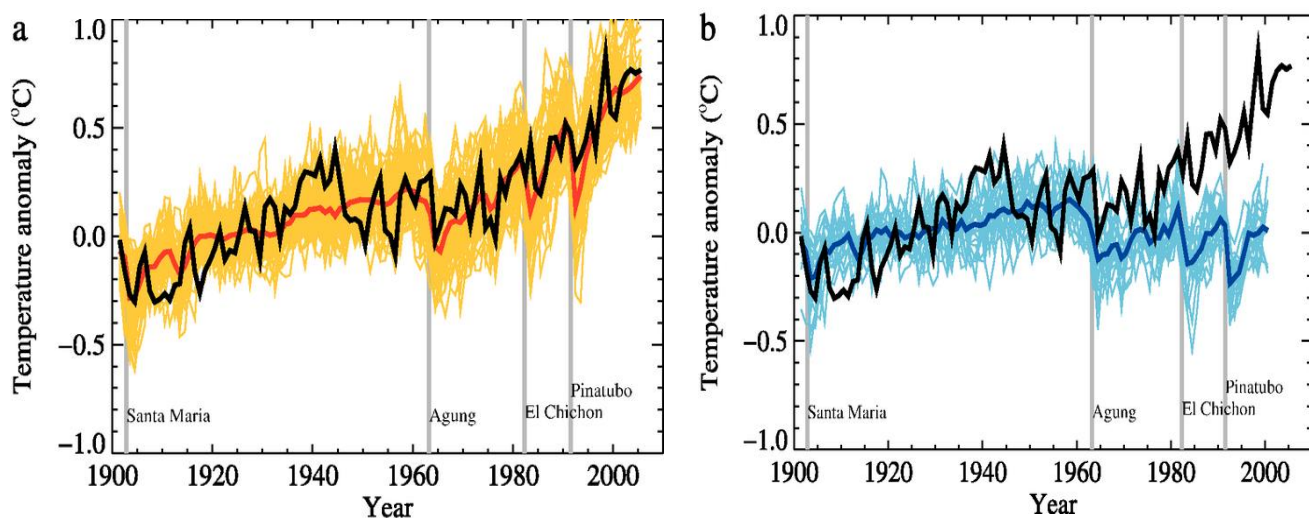 a
Temperature anomaly (°C)
1.0
0.5
0.0
−0.5
−1.0
Santa Maria
Agung
El Chichon
Pinatubo
1900 1920 1940 1960 1980 2000
Year
b
Temperature anomaly (°C)
1.0
0.5
0.0
−0.5
−1.0
Santa Maria
Agung
El Chichon
Pinatubo
1900 1920 1940 1960 1980 2000
Year